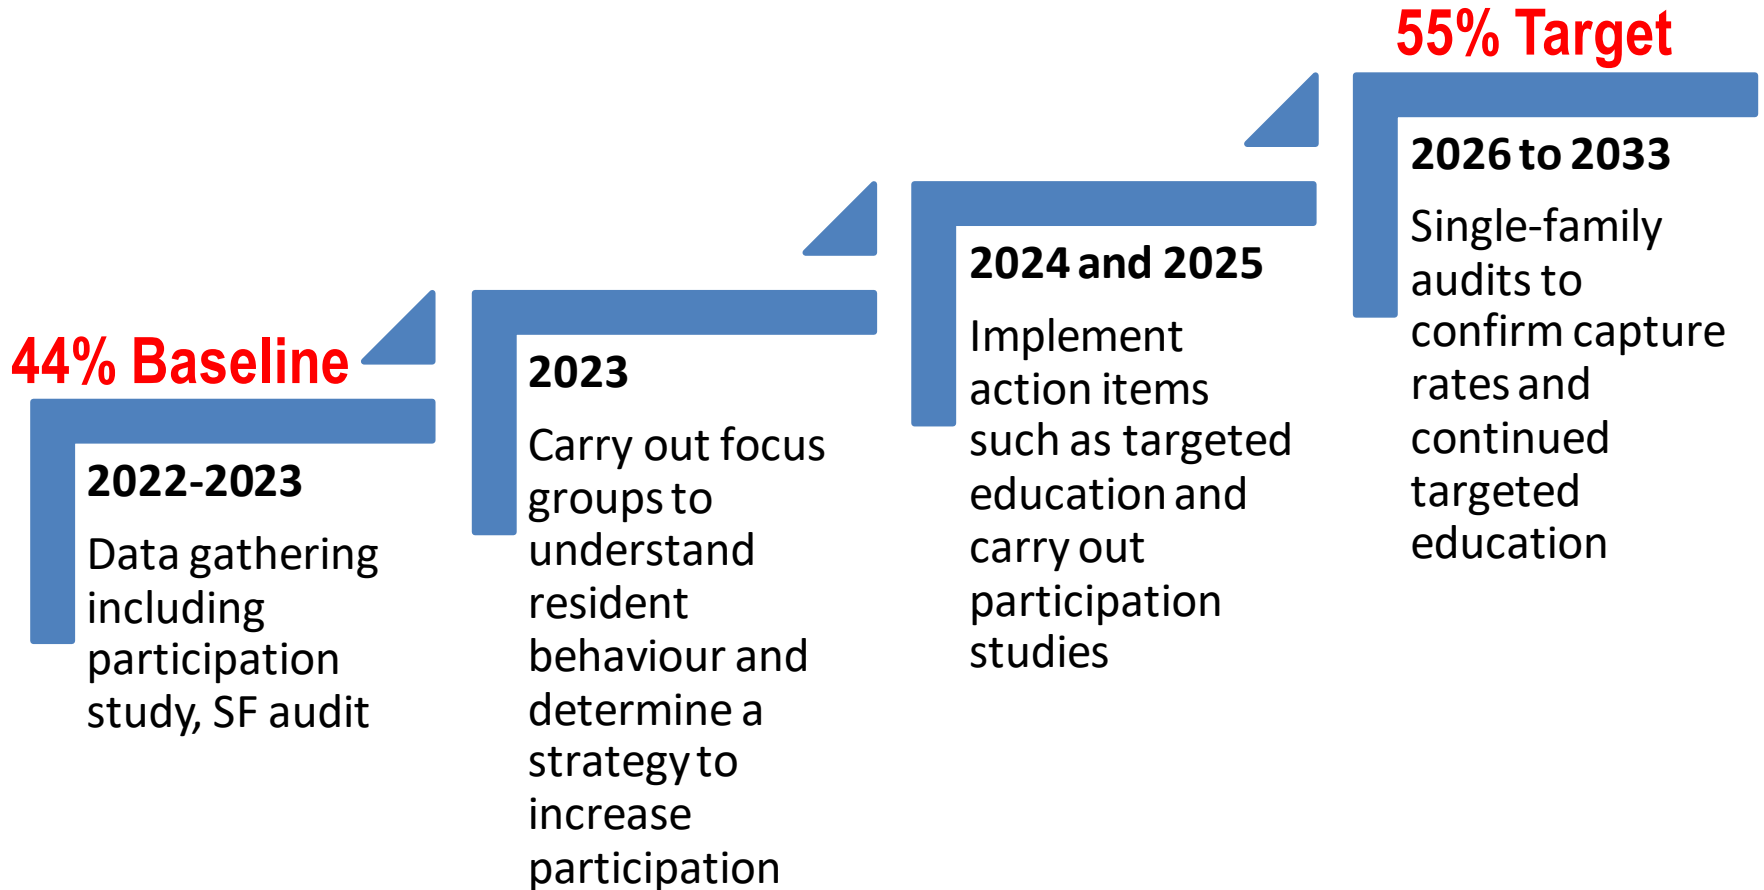 44% Baseline
2022-2023
Data gathering
including
participation
study, SF audit
2023
Carry out focus
groups to
understand
resident
behaviour and
determine a
strategy to
increase
participation
2024 and 2025
Implement
action items
such as targeted
education and
carry out
participation
studies
55% Target
2026 to 2033
Single-family
audits to
confirm capture
rates and
continued
targeted
education